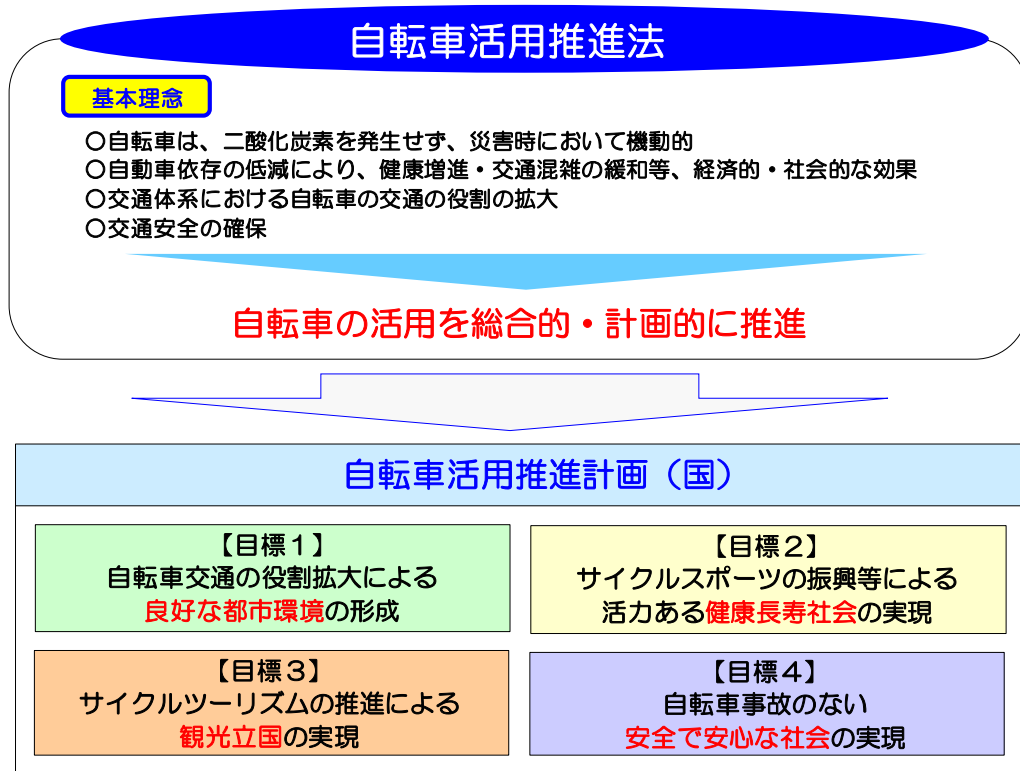 自転車活用推進法
基本理念
〇自転車は、二酸化炭素を発生せず、災害時において機動的
〇自動車依存の低減により、健康増進・交通混雑の緩和等、経済的・社会的な効果
〇交通体系における自転車の交通の役割の拡大
〇交通安全の確保
自転車の活用を総合的・計画的に推進
自転車活用推進計画（国）
【目標１】
自転車交通の役割拡大による
良好な都市環境の形成
【目標２】
サイクルスポーツの振興等による
活力ある健康長寿社会の実現
【目標３】
サイクルツーリズムの推進による
観光立国の実現
【目標４】
自転車事故のない
安全で安心な社会の実現